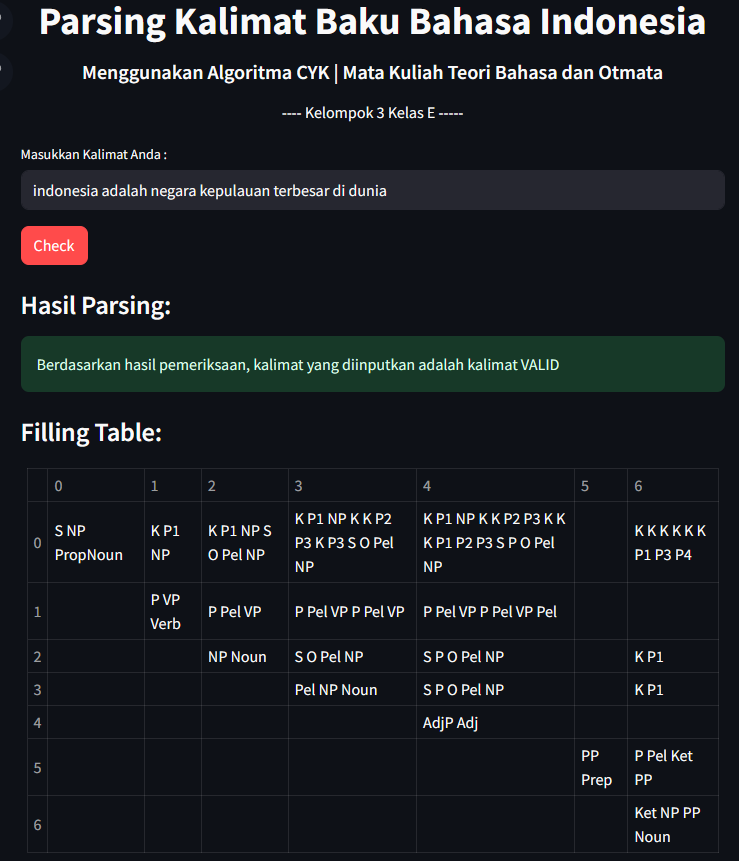 Parsing Kalimat Baku Bahasa Indonesia
Menggunakan Algoritma CYK | Mata Kuliah Teori Bahasa dan Otmata
---- Kelompok 3 Kelas E -----
Masukkan Kalimat Anda :
indonesia adalah negara kepulauan terbesar di dunia
Check
Hasil Parsing:
Berdasarkan hasil pemeriksaan, kalimat yang diinputkan adalah kalimat VALID
Filling Table:
0 1 2 3 4 5 6
0 S NP PropNoun K P1 NP K P1 NP S O Pel NP K P1 NP K K P2 P3 K P3 S O Pel NP K P1 NP K K P2 P3 K K K P1 P2 P3 S P O Pel NP K K K K K K P1 P3 P4
1 P VP Verb P Pel VP P Pel VP P Pel VP P Pel VP P Pel VP Pel
2 NP Noun S O Pel NP S P O Pel NP K P1
3 Pel NP Noun S P O Pel NP K P1
4 AdjP Adj
5 PP Prep P Pel Ket PP
6 Ket NP PP Noun